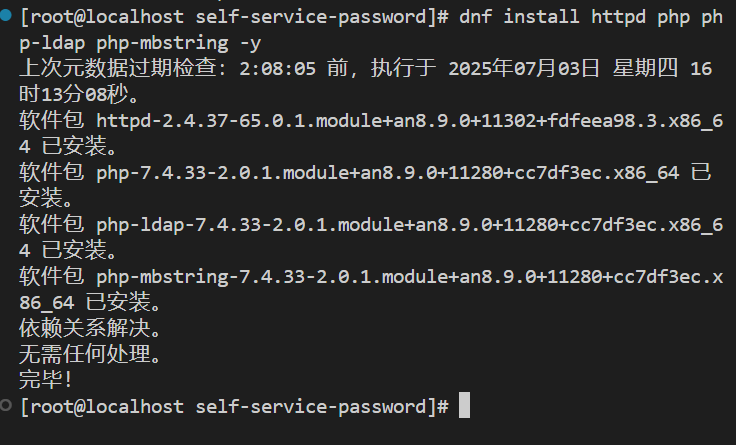 [root@localhost self-service-password]# dnf install httpd php ph
p-ldap php-mbstring -y
上次元数据过期检查：2:08:05 前，执行于 2025年07月03日 星期四 16
时13分08秒。
软件包 httpd-2.4.37-65.0.1.module+an8.9.0+11302+fdfeea98.3.x86_6
4 已安装。
软件包 php-7.4.33-2.0.1.module+an8.9.0+11280+cc7df3ec.x86_64 已
安装。
软件包 php-ldap-7.4.33-2.0.1.module+an8.9.0+11280+cc7df3ec.x86_6
4 已安装。
软件包 php-mbstring-7.4.33-2.0.1.module+an8.9.0+11280+cc7df3ec.x
86_64 已安装。
依赖关系解决。
无需任何处理。
完毕！
[root@localhost self-service-password]#